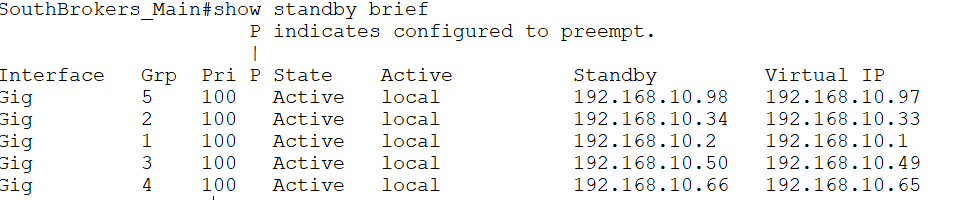 SouthBrokers_Main#show standby brief
P indicates configured to preempt.
|
Interface Grp Pri P State Active Standby Virtual IP
Gig 5 100 Active local 192.168.10.98 192.168.10.97
Gig 2 100 Active local 192.168.10.34 192.168.10.33
Gig 1 100 Active local 192.168.10.2 192.168.10.1
Gig 3 100 Active local 192.168.10.50 192.168.10.49
Gig 4 100 Active local 192.168.10.66 192.168.10.65